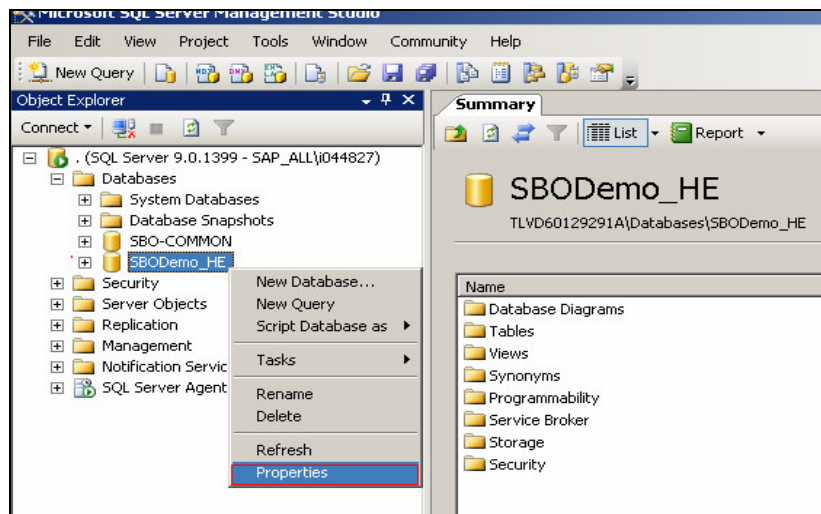 Microsoft SQL Server Management Studio
File Edit View Project Tools Window Community Help
New Query
Object Explorer
Connect
. (SQL Server 9.0.1399 - SAP_ALL\i044827)
Databases
System Databases
Database Snapshots
SBO-COMMON
SBODemo_HE
Security
Server Objects
Replication
Management
Notification Servic
SQL Server Agent
New Database...
New Query
Script Database as
Tasks
Rename
Delete
Refresh
Properties
Summary
List Report
SBODemo_HE
TLVD60129291A\Databases\SBODemo_HE
Name
Database Diagrams
Tables
Views
Synonyms
Programmability
Service Broker
Storage
Security